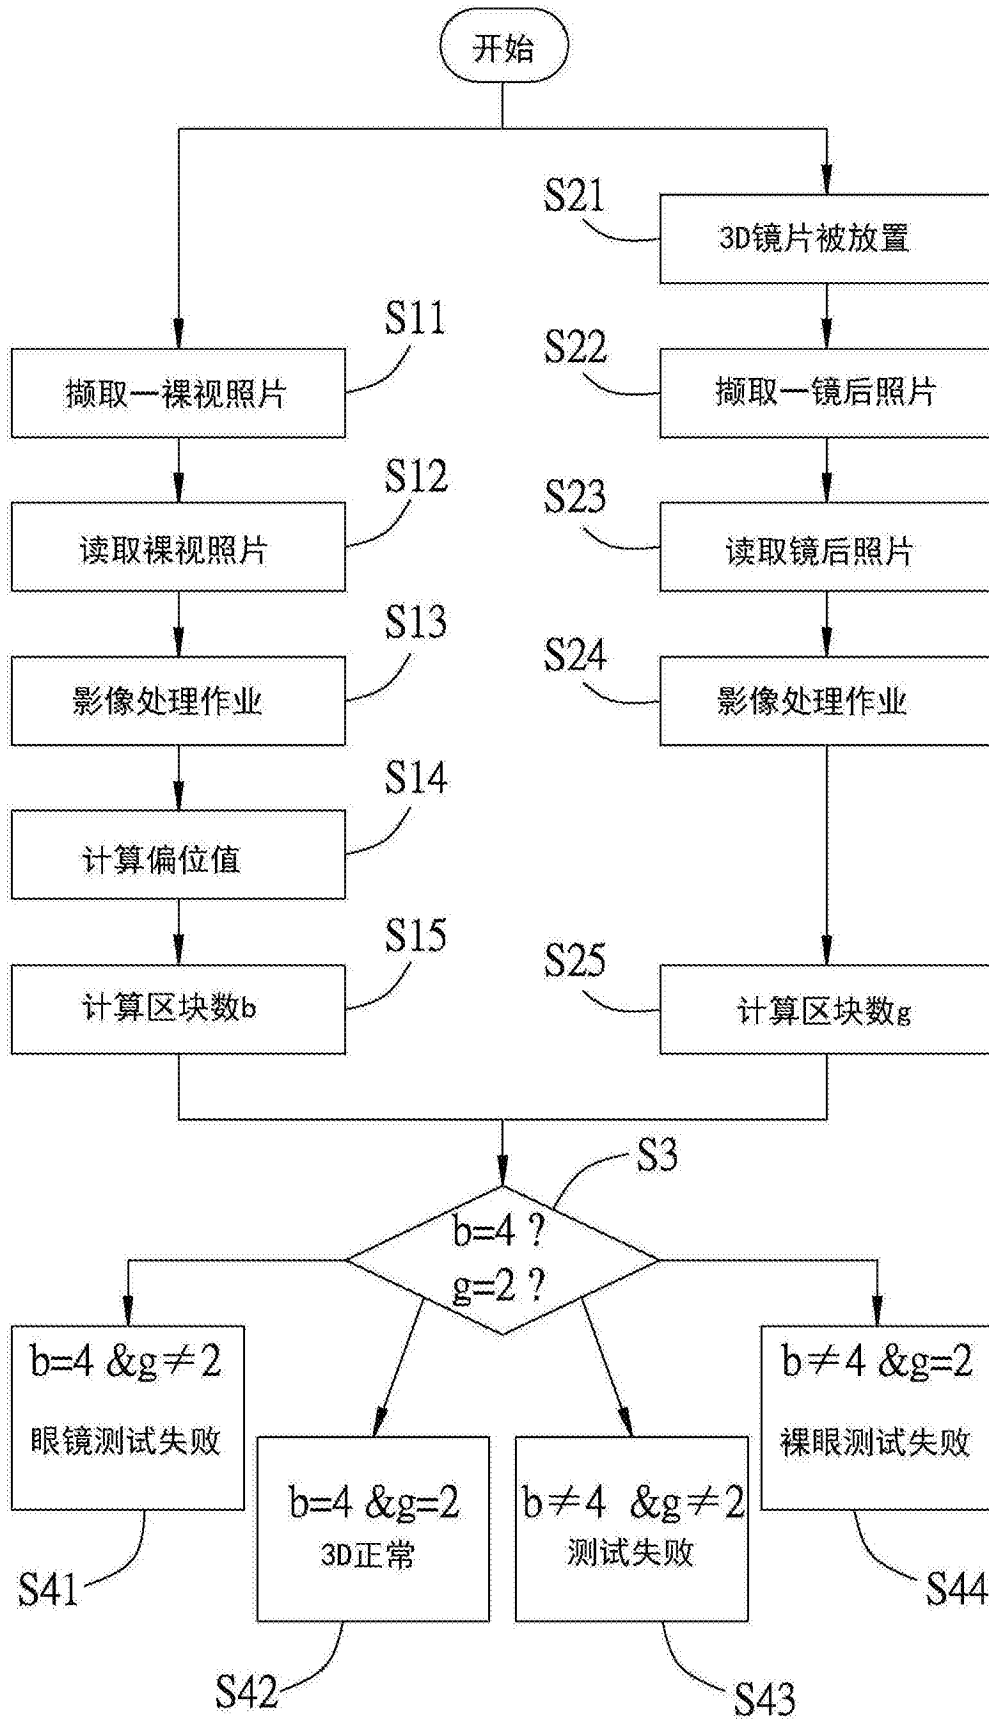 开始
S21
3D镜片被放置
S11
撷取一裸视照片
S22
撷取一镜后照片
S12
读取裸视照片
S23
读取镜后照片
S13
影像处理作业
S24
影像处理作业
S14
计算偏位值
S15
计算区块数b
S25
计算区块数g
S3
b=4 ?
g=2 ?
b=4 &g≠2
眼镜测试失败
b≠4 &g=2
裸眼测试失败
b=4 &g=2
3D正常
b≠4 &g≠2
测试失败
S41
S44
S42
S43